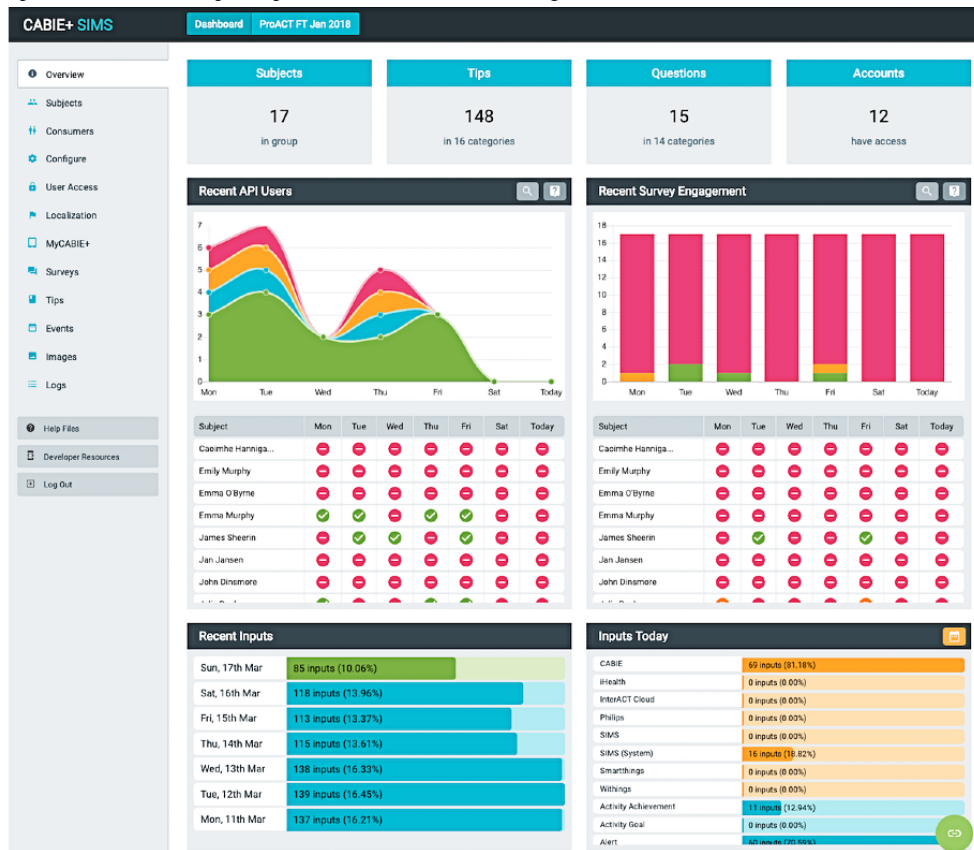 CABIE+ SIMS
Dashboard ProACT FT Jan 2018
Overview
Subjects
Consumers
Configure
User Access
Localization
MyCABIE+
Surveys
Tips
Events
Images
Logs
Help Files
Developer Resources
Log Out
Subjects
17
in group
Tips
148
in 16 categories
Questions
15
in 14 categories
Accounts
12
have access
Recent API Users
7
6
5
4
3
2
1
0
Mon Tue Wed Thu Fri Sat Today
Subject Mon Tue Wed Thu Fri Sat Today
Caoimhe Hanniga...
Emily Murphy
Emma O'Byrne
Emma Murphy
James Sheerin
Jan Jansen
John Dinsmore
Recent Survey Engagement
18
16
14
12
10
8
6
4
2
0
Mon Tue Wed Thu Fri Sat Today
Subject Mon Tue Wed Thu Fri Sat Today
Caoimhe Hanniga...
Emily Murphy
Emma O'Byrne
Emma Murphy
James Sheerin
Jan Jansen
John Dinsmore
Recent Inputs
Sun, 17th Mar 85 inputs (10.06%)
Sat, 16th Mar 118 inputs (13.96%)
Fri, 15th Mar 113 inputs (13.37%)
Thu, 14th Mar 115 inputs (13.61%)
Wed, 13th Mar 138 inputs (16.33%)
Tue, 12th Mar 139 inputs (16.45%)
Mon, 11th Mar 137 inputs (16.21%)
Inputs Today
CABIE 69 inputs (81.18%)
iHealth 0 inputs (0.00%)
InterACT Cloud 0 inputs (0.00%)
Philips 0 inputs (0.00%)
SIMS 0 inputs (0.00%)
SIMS (System) 16 inputs (18.82%)
Smartthings 0 inputs (0.00%)
Withings 0 inputs (0.00%)
Activity Achievement 11 inputs (12.94%)
Activity Goal 0 inputs (0.00%)
Alert 60 inputs (70.59%)